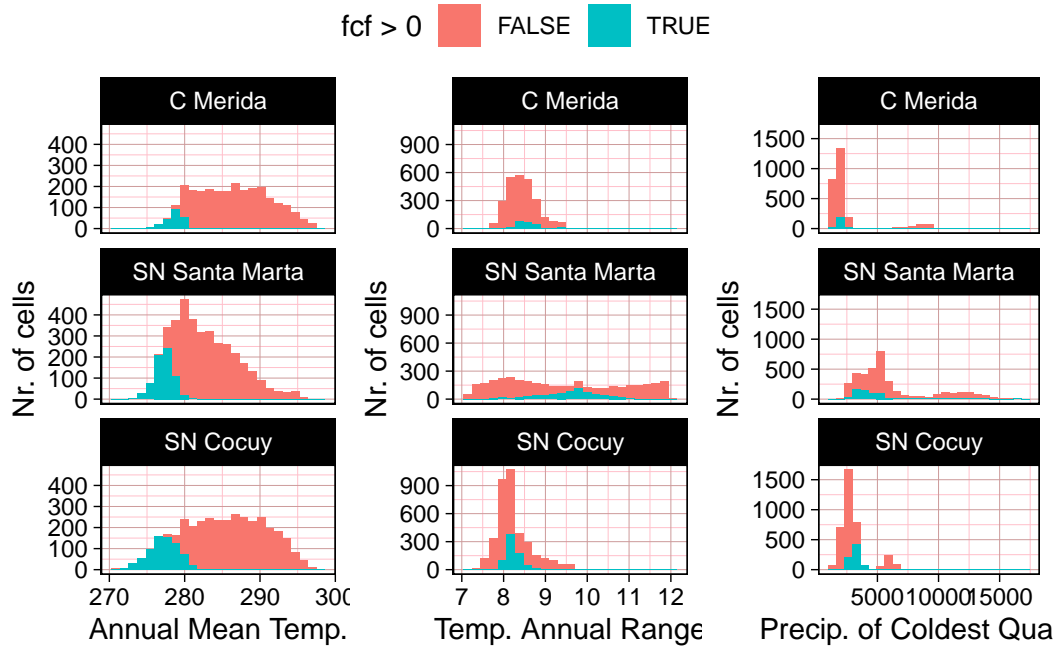 fcf > 0 FALSE TRUE
C Merida C Merida C Merida
400 300 200 100 0
900 600 300 0
1500 1000 500 0
SN Santa Marta SN Santa Marta SN Santa Marta
400 300 200 100 0
900 600 300 0
1500 1000 500 0
Nr. of cells Nr. of cells Nr. of cells
SN Cocuy SN Cocuy SN Cocuy
400 300 200 100 0
900 600 300 0
1500 1000 500 0
270 280 290 300
7 8 9 10 11 12
5000 10000 15000
Annual Mean Temp. Temp. Annual Range Precip. of Coldest Qua